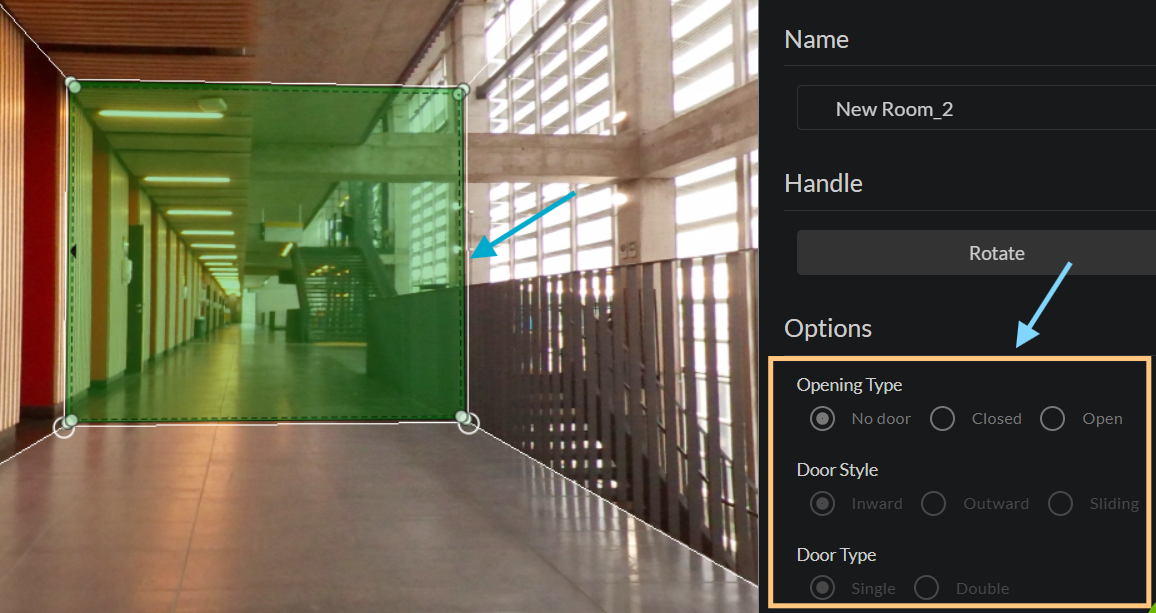 Name
New Room_2
Handle
Rotate
Options
Opening Type
No door Closed Open
Door Style
Inward Outward Sliding
Door Type
Single Double